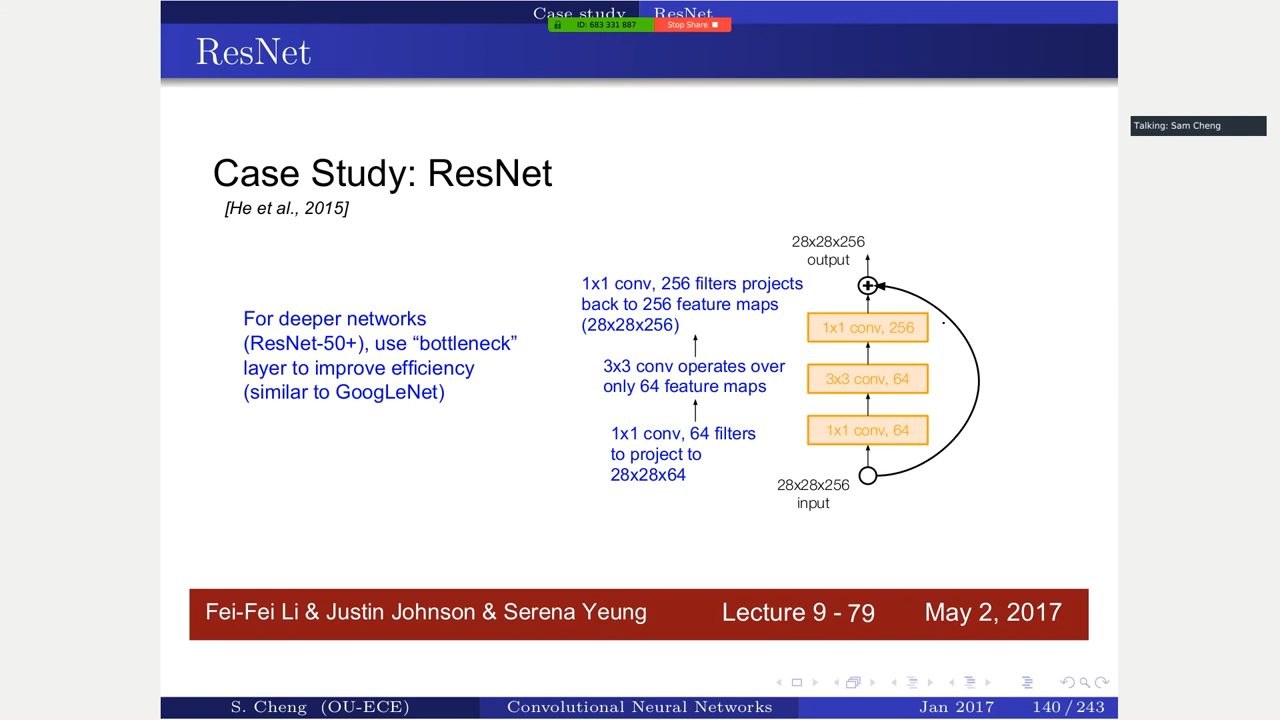 Case study ResNet
ID: 683 331 887 Stop Share
ResNet
Talking: Sam Cheng
Case Study: ResNet
[He et al., 2015]
For deeper networks
(ResNet-50+), use “bottleneck”
layer to improve efficiency
(similar to GoogLeNet)
1x1 conv, 256 filters projects
back to 256 feature maps
(28x28x256)
3x3 conv operates over
only 64 feature maps
1x1 conv, 64 filters
to project to
28x28x64
28x28x256
output
1x1 conv, 256
3x3 conv, 64
1x1 conv, 64
28x28x256
input
Fei-Fei Li & Justin Johnson & Serena Yeung Lecture 9 - 79 May 2, 2017
S. Cheng (OU-ECE) Convolutional Neural Networks Jan 2017 140 / 243